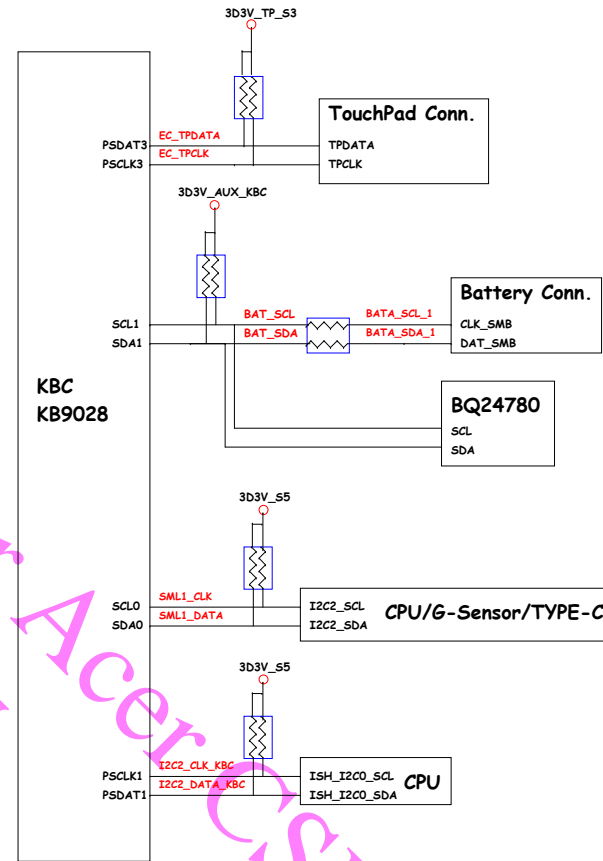 3D3V_TP_S3
TouchPad Conn.
EC_TPDATA
PSDAT3
TPDATA
EC_TPCLK
PSCLK3
TPCLK
3D3V_AUX_KBC
Battery Conn.
BAT_SCL
BATA_SCL_1
SCL1
CLK_SMB
BAT_SDA
BATA_SDA_1
SDA1
DAT_SMB
KBC
KB9028
BQ24780
SCL
SDA
3D3V_S5
SML1_CLK
SCL0
I2C2_SCL
CPU/G-Sensor/TYPE-C
SML1_DATA
SDA0
I2C2_SDA
3D3V_S5
I2C2_CLK_KBC
PSCLK1
ISH_I2C0_SCL
CPU
I2C2_DATA_KBC
PSDAT1
ISH_I2C0_SDA
Acer